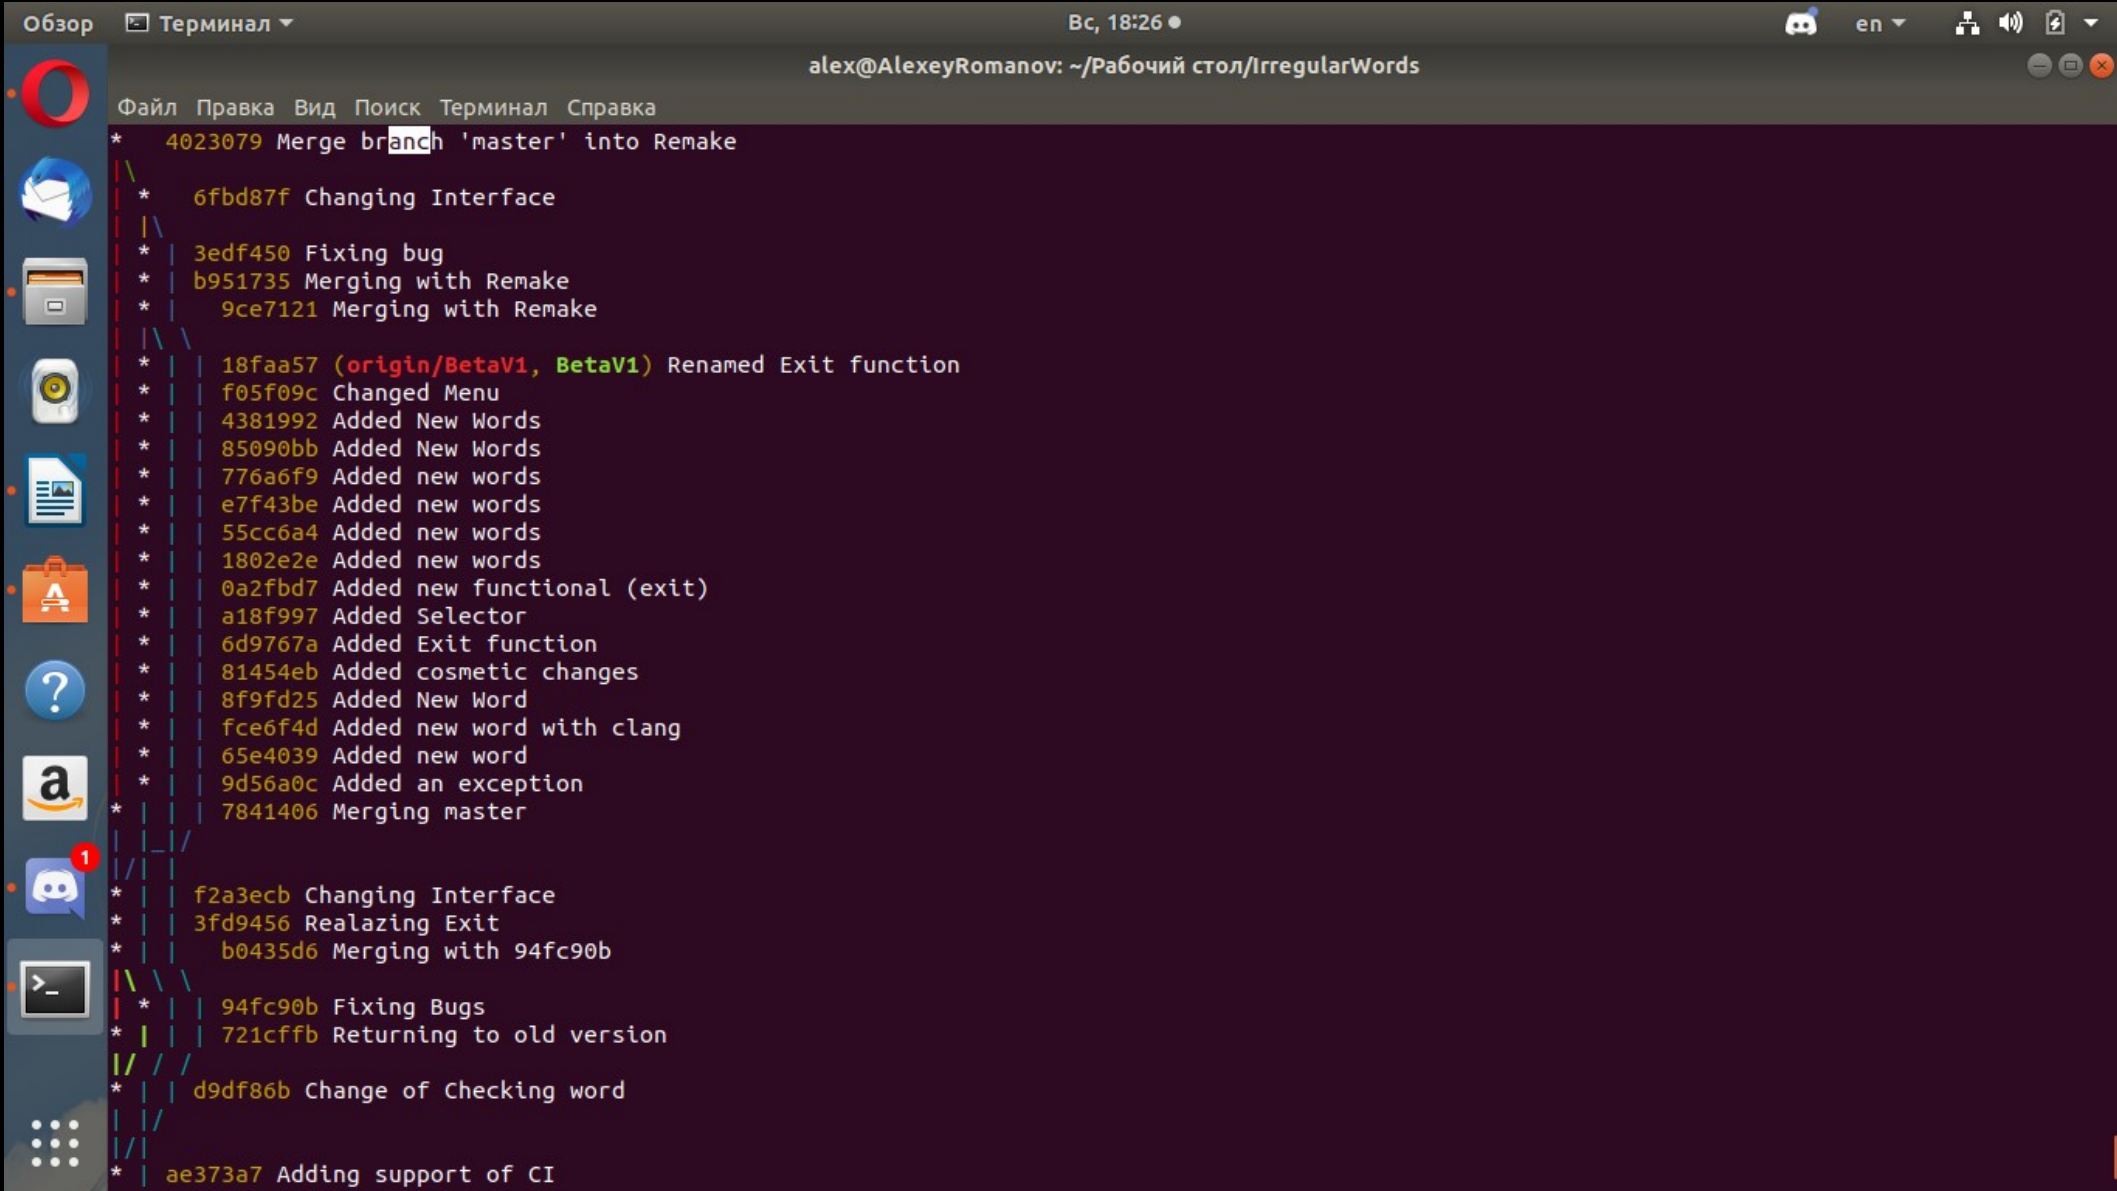 Обзор Терминал Вс, 18:26 en
alex@AlexeyRomanov: ~/Рабочий стол/IrregularWords
Файл Правка Вид Поиск Терминал Справка
*   4023079 Merge branch 'master' into Remake
|\
| *   6fbd87f Changing Interface
| |\
| * | 3edf450 Fixing bug
| * | b951735 Merging with Remake
| * |   9ce7121 Merging with Remake
| |\ \
| * | | 18faa57 (origin/BetaV1, BetaV1) Renamed Exit function
| * | | f05f09c Changed Menu
| * | | 4381992 Added New Words
| * | | 85090bb Added New Words
| * | | 776a6f9 Added new words
| * | | e7f43be Added new words
| * | | 55cc6a4 Added new words
| * | | 1802e2e Added new words
| * | | 0a2fbd7 Added new functional (exit)
| * | | a18f997 Added Selector
| * | | 6d9767a Added Exit function
| * | | 81454eb Added cosmetic changes
| * | | 8f9fd25 Added New Word
| * | | fce6f4d Added new word with clang
| * | | 65e4039 Added new word
| * | | 9d56a0c Added an exception
* | | | 7841406 Merging master
| |_|/
|/| |
* | | f2a3ecb Changing Interface
* | | 3fd9456 Realazing Exit
* | |   b0435d6 Merging with 94fc90b
|\ \ \
| * | | 94fc90b Fixing Bugs
* | | | 721cffb Returning to old version
|/ / /
* | | d9df86b Change of Checking word
| |/
|/|
* | ae373a7 Adding support of CI
a
1
>_